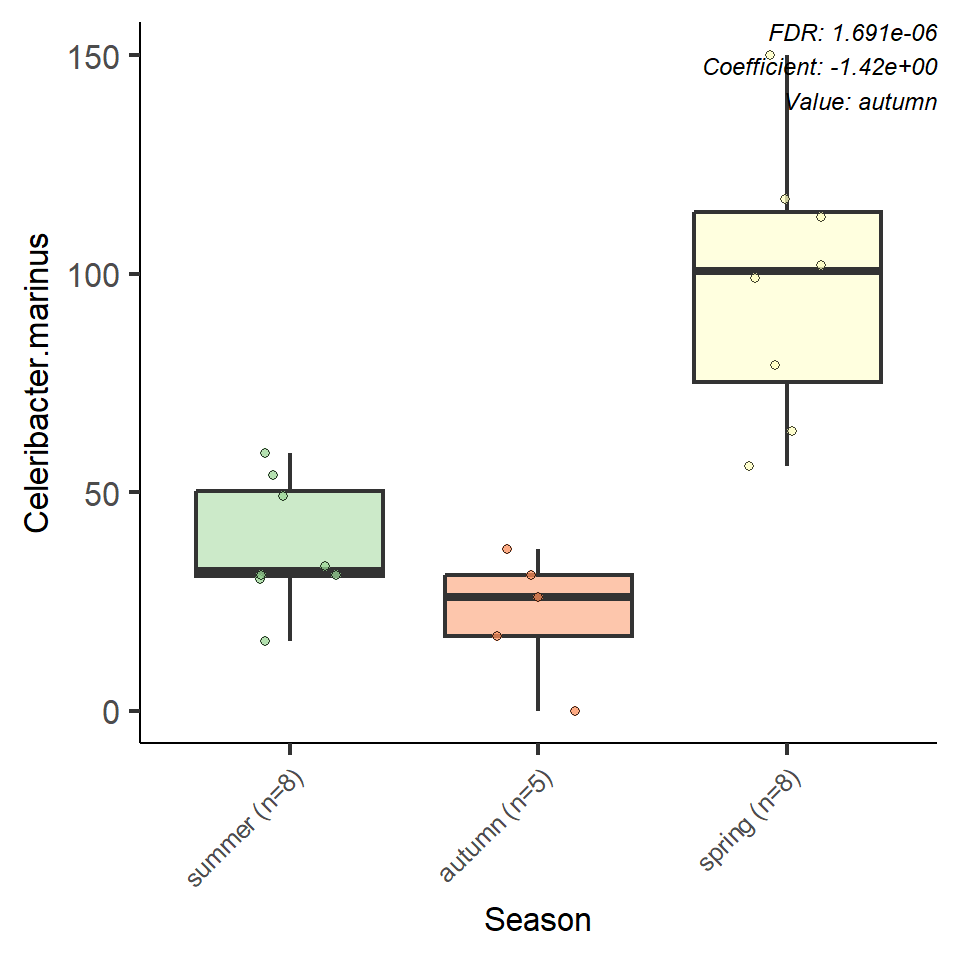 FDR: 1.691e-06
Coefficient: -1.42e+00
Value: autumn
150
100
50
0
Celeribacter.marinus
summer (n=8)
autumn (n=5)
spring (n=8)
Season